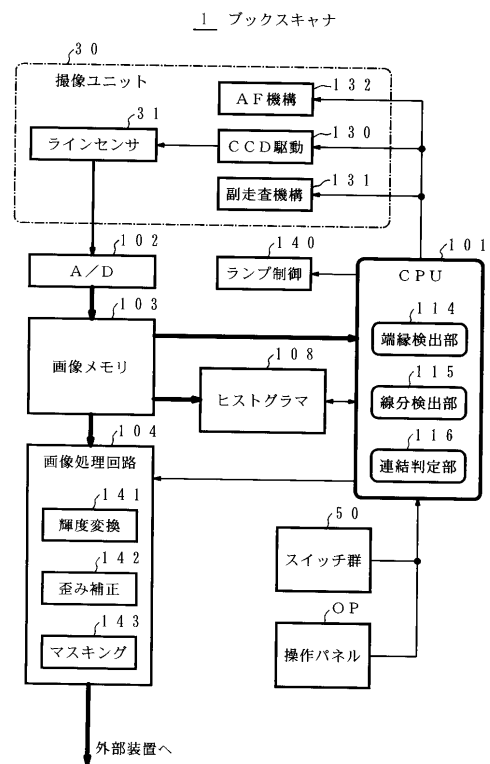 1 ブックスキャナ
30
撮像ユニット
132
AF機構
31
ラインセンサ
130
CCD駆動
131
副走査機構
102
A/D
140
ランプ制御
101
CPU
103
画像メモリ
114
端縁検出部
108
ヒストグラマ
115
線分検出部
104
画像処理回路
116
連結判定部
141
輝度変換
50
スイッチ群
142
歪み補正
OP
操作パネル
143
マスキング
外部装置へ